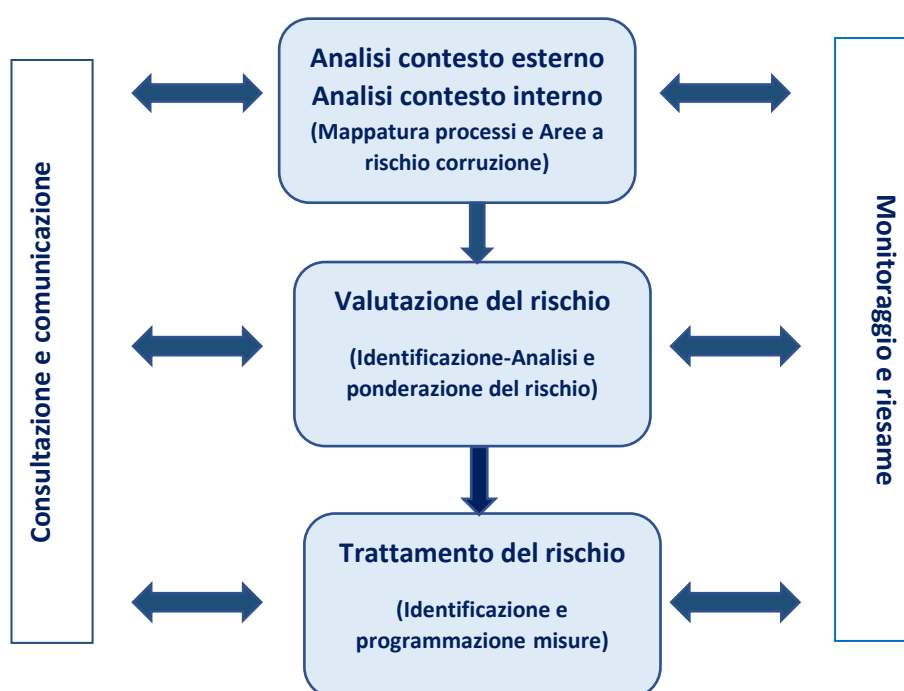 Consultazione e comunicazione
Analisi contesto esterno
Analisi contesto interno
(Mappatura processi e Aree a
rischio corruzione)
Valutazione del rischio
(Identificazione-Analisi e
ponderazione del rischio)
Trattamento del rischio
(Identificazione e
programmazione misure)
Monitoraggio e riesame